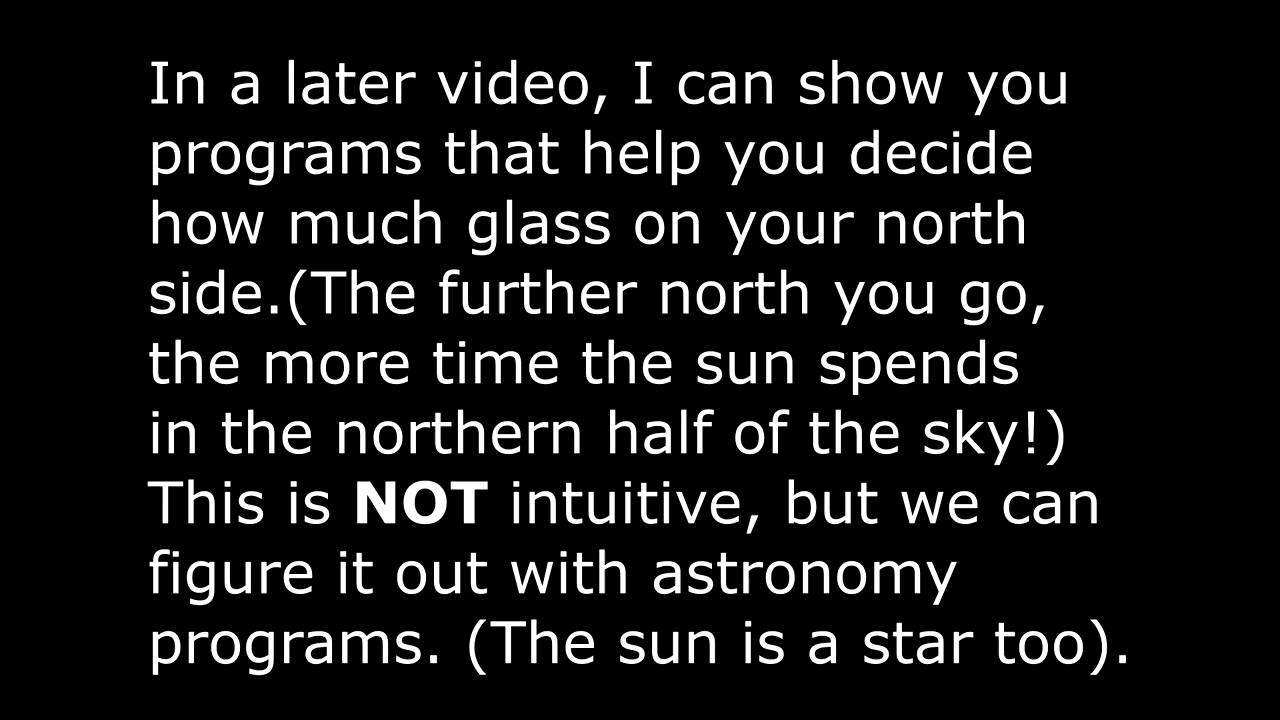 In a later video, I can show you
programs that help you decide
how much glass on your north
side.(The further north you go,
the more time the sun spends
in the northern half of the sky!)
This is NOT intuitive, but we can
figure it out with astronomy
programs. (The sun is a star too).